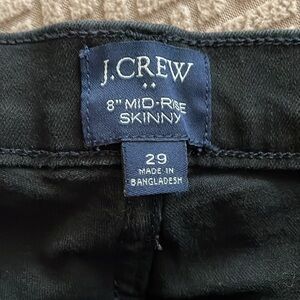 J.CREW
8" MID-RISE
SKINNY
29
MADE IN
BANGLADESH